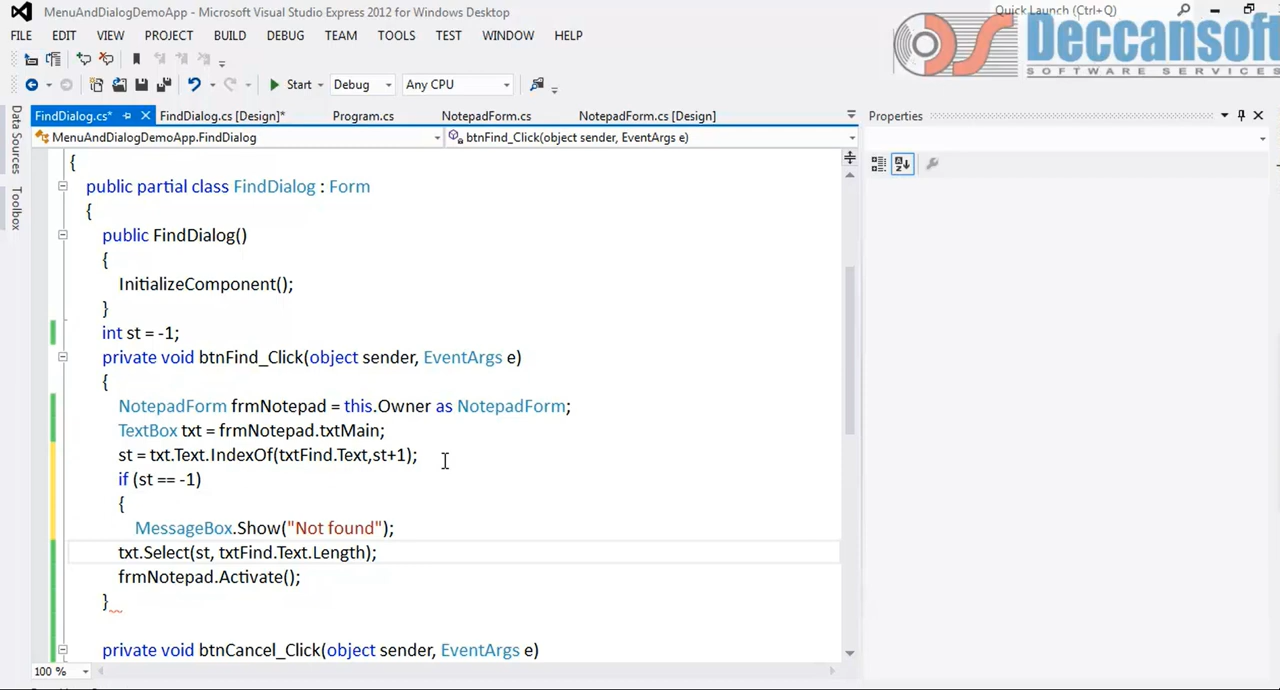 MenuAndDialogDemoApp - Microsoft Visual Studio Express 2012 for Windows Desktop
Quick Launch (Ctrl+Q)
FILE EDIT VIEW PROJECT BUILD DEBUG TEAM TOOLS TEST WINDOW HELP
Deccansoft
SOFTWARE SERVICES
Start Debug Any CPU
Data Sources
Toolbox
FindDialog.cs* FindDialog.cs [Design]* Program.cs NotepadForm.cs NotepadForm.cs [Design]
Properties
MenuAndDialogDemoApp.FindDialog btnFind_Click(object sender, EventArgs e)
{
public partial class FindDialog : Form
{
public FindDialog()
{
InitializeComponent();
}
int st = -1;
private void btnFind_Click(object sender, EventArgs e)
{
NotepadForm frmNotepad = this.Owner as NotepadForm;
TextBox txt = frmNotepad.txtMain;
st = txt.Text.IndexOf(txtFind.Text,st+1);
if (st == -1)
{
MessageBox.Show("Not found");
txt.Select(st, txtFind.Text.Length);
frmNotepad.Activate();
}
private void btnCancel_Click(object sender, EventArgs e)
100 %